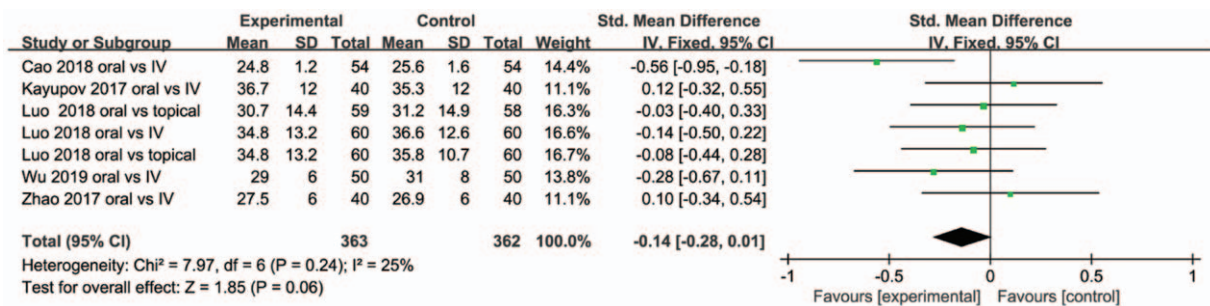 Experimental Control Std. Mean Difference Std. Mean Difference
Study or Subgroup Mean SD Total Mean SD Total Weight IV, Fixed, 95% CI IV, Fixed, 95% CI
Cao 2018 oral vs IV 24.8 1.2 54 25.6 1.6 54 14.4% -0.56 [-0.95, -0.18]
Kayupov 2017 oral vs IV 36.7 12 40 35.3 12 40 11.1% 0.12 [-0.32, 0.55]
Luo 2018 oral vs topical 30.7 14.4 59 31.2 14.9 58 16.3% -0.03 [-0.40, 0.33]
Luo 2018 oral vs IV 34.8 13.2 60 36.6 12.6 60 16.6% -0.14 [-0.50, 0.22]
Luo 2018 oral vs topical 34.8 13.2 60 35.8 10.7 60 16.7% -0.08 [-0.44, 0.28]
Wu 2019 oral vs IV 29 6 50 31 8 50 13.8% -0.28 [-0.67, 0.11]
Zhao 2017 oral vs IV 27.5 6 40 26.9 6 40 11.1% 0.10 [-0.34, 0.54]
Total (95% CI) 363 362 100.0% -0.14 [-0.28, 0.01]
Heterogeneity: Chi² = 7.97, df = 6 (P = 0.24); I² = 25%
Test for overall effect: Z = 1.85 (P = 0.06)
-1 -0.5 0 0.5 1
Favours [experimental] Favours [control]